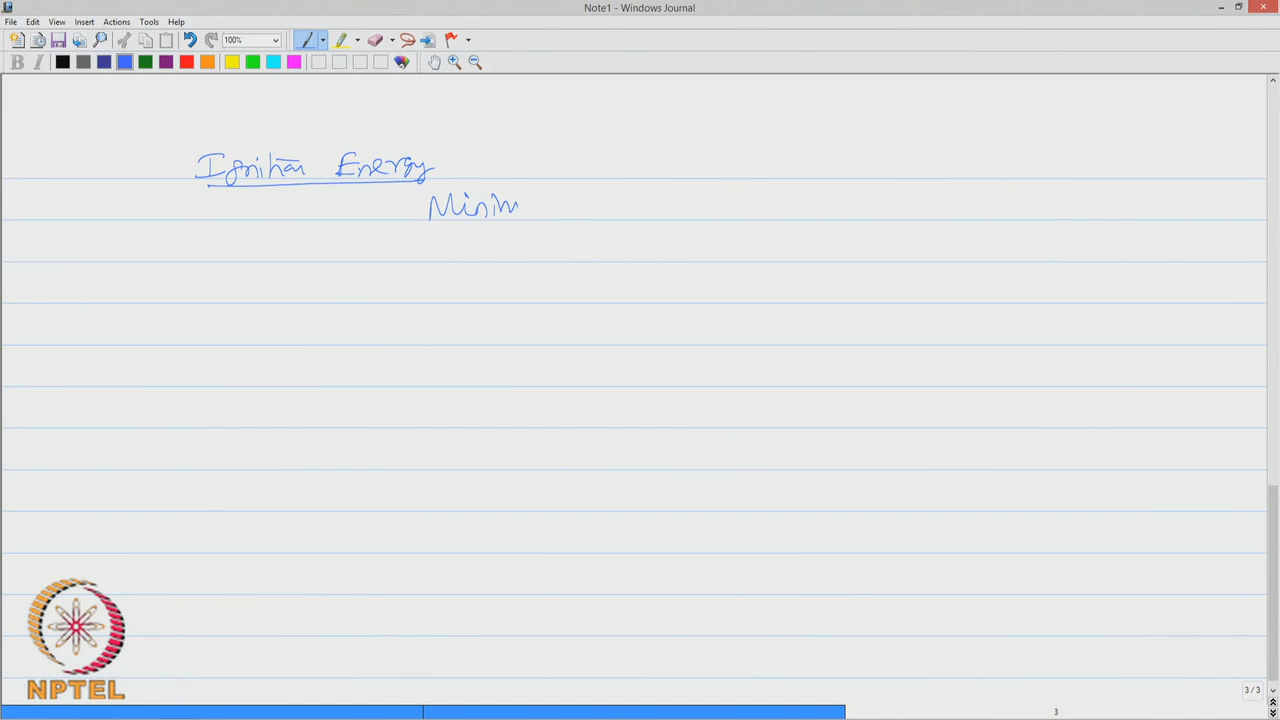 Note1 - Windows Journal
File Edit View Insert Actions Tools Help
100%
B I
Ignition Energy
Minim
NPTEL
3/3
3